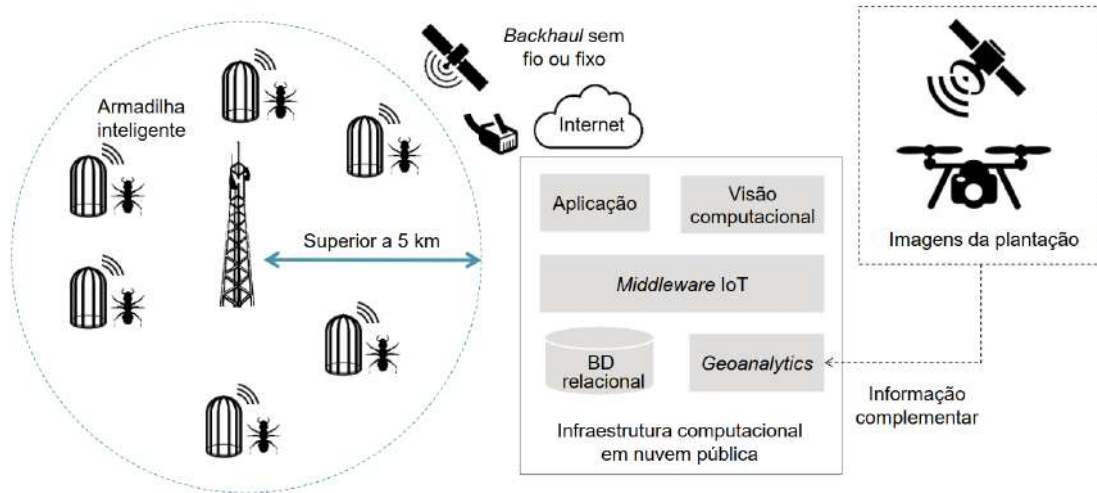 Armadilha
inteligente
Superior a 5 km
Backhaul sem
fio ou fixo
Internet
Aplicação
Visão
computacional
Middleware IoT
BD
relacional
Geoanalytics
Infraestrutura computacional
em nuvem pública
Imagens da plantação
Informação
complementar